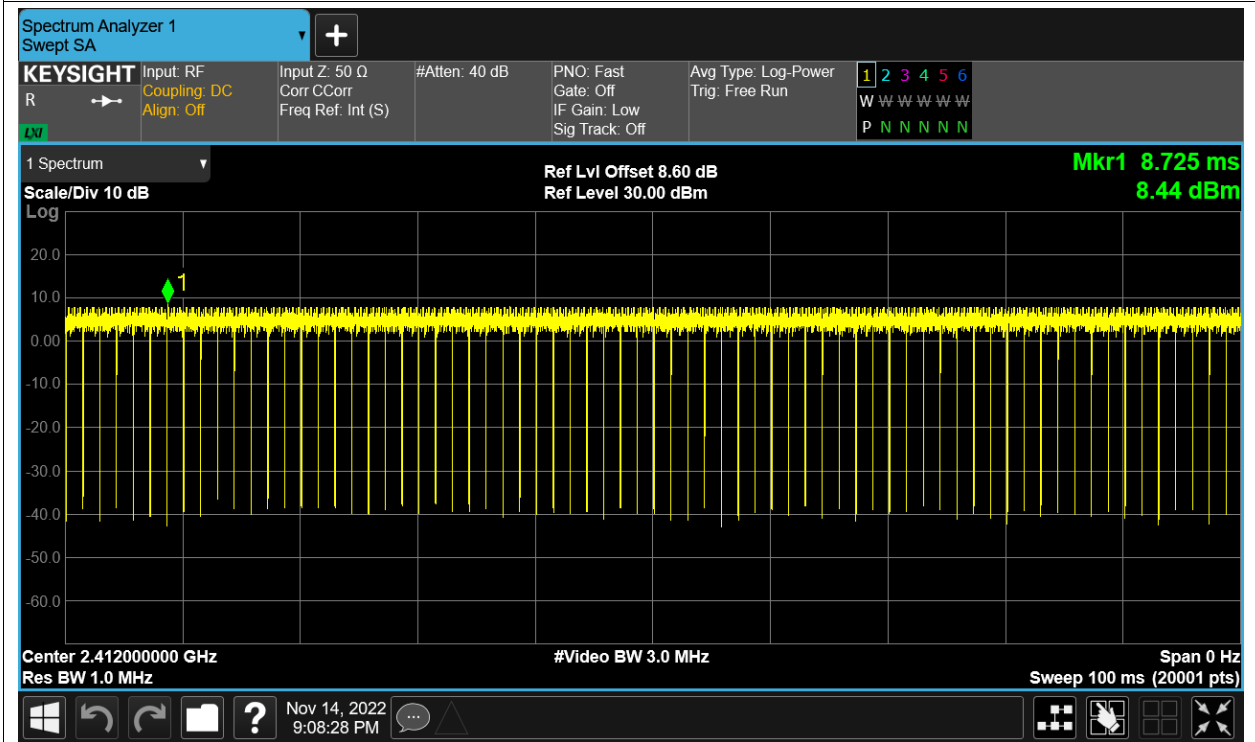 Spectrum Analyzer 1
Swept SA
+
KEYSIGHT Input: RF Input Z: 50 Ω #Atten: 40 dB PNO: Fast Avg Type: Log-Power 1 2 3 4 5 6
R Coupling: DC Corr CCorr Gate: Off Trig: Free Run W W W W W W
Align: Off Freq Ref: Int (S) IF Gain: Low
LXI Sig Track: Off P N N N N N
1 Spectrum Ref Lvl Offset 8.60 dB Mkr1 8.725 ms
Scale/Div 10 dB Ref Level 30.00 dBm 8.44 dBm
Log
20.0
1
10.0
0.00
-10.0
-20.0
-30.0
-40.0
-50.0
-60.0
Center 2.412000000 GHz #Video BW 3.0 MHz Span 0 Hz
Res BW 1.0 MHz Sweep 100 ms (20001 pts)
? Nov 14, 2022
9:08:28 PM